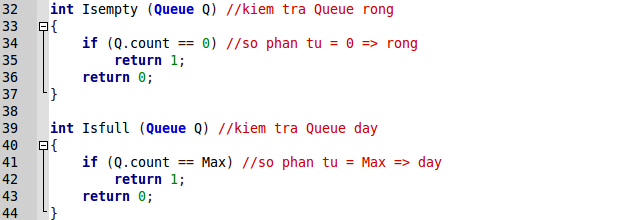 32 int Isempty (Queue Q) //kiem tra Queue rong
33 {
34 if (Q.count == 0) //so phan tu = 0 => rong
35 return 1;
36 return 0;
37 }
38
39 int Isfull (Queue Q) //kiem tra Queue day
40 {
41 if (Q.count == Max) //so phan tu = Max => day
42 return 1;
43 return 0;
44 }